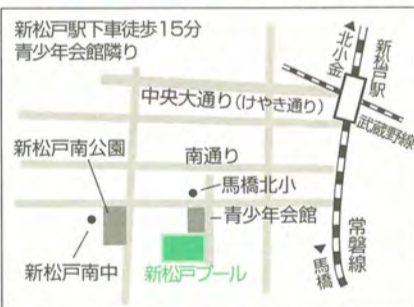 新松戸駅下車徒歩15分
青少年会館隣り
北小金
新松戸駅
中央大通り(けやき通り)
武蔵野線
新松戸南公園
南通り
馬橋北小
青少年会館
常磐線
新松戸南中
新松戸プール
馬橋